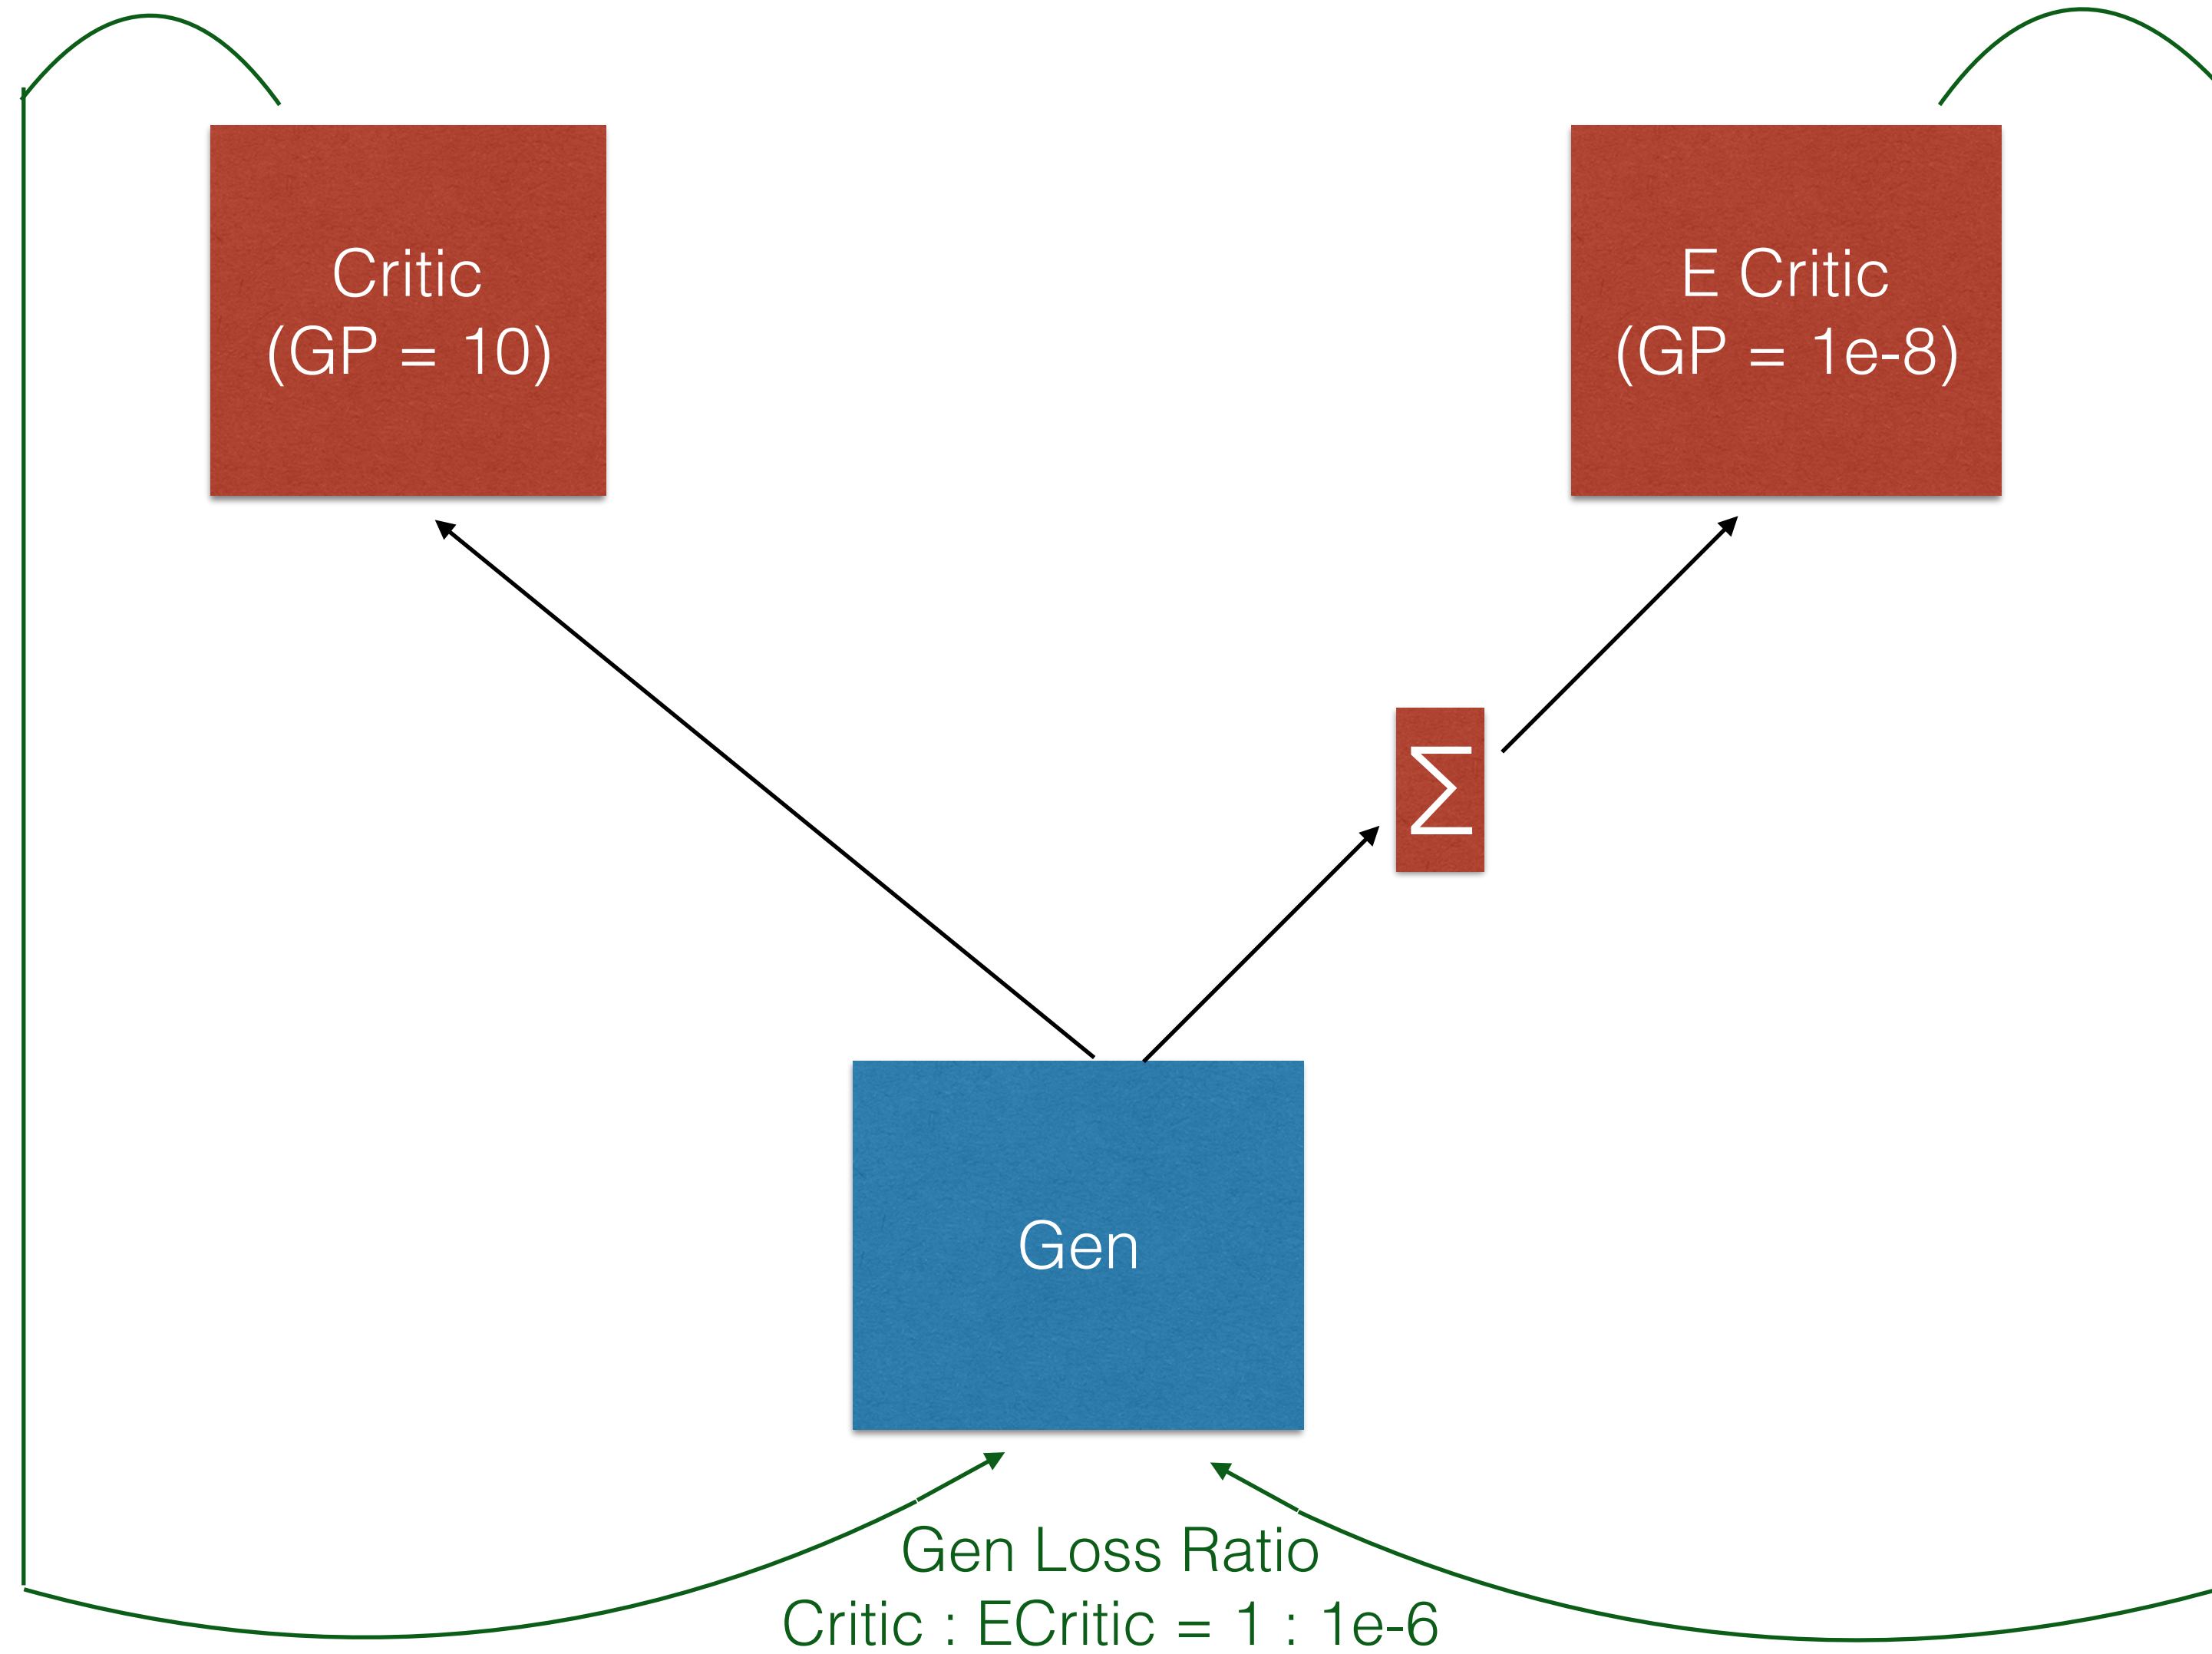 Critic
(GP = 10)
E Critic
(GP = 1e-8)
∑
Gen
Gen Loss Ratio
Critic : ECritic = 1 : 1e-6